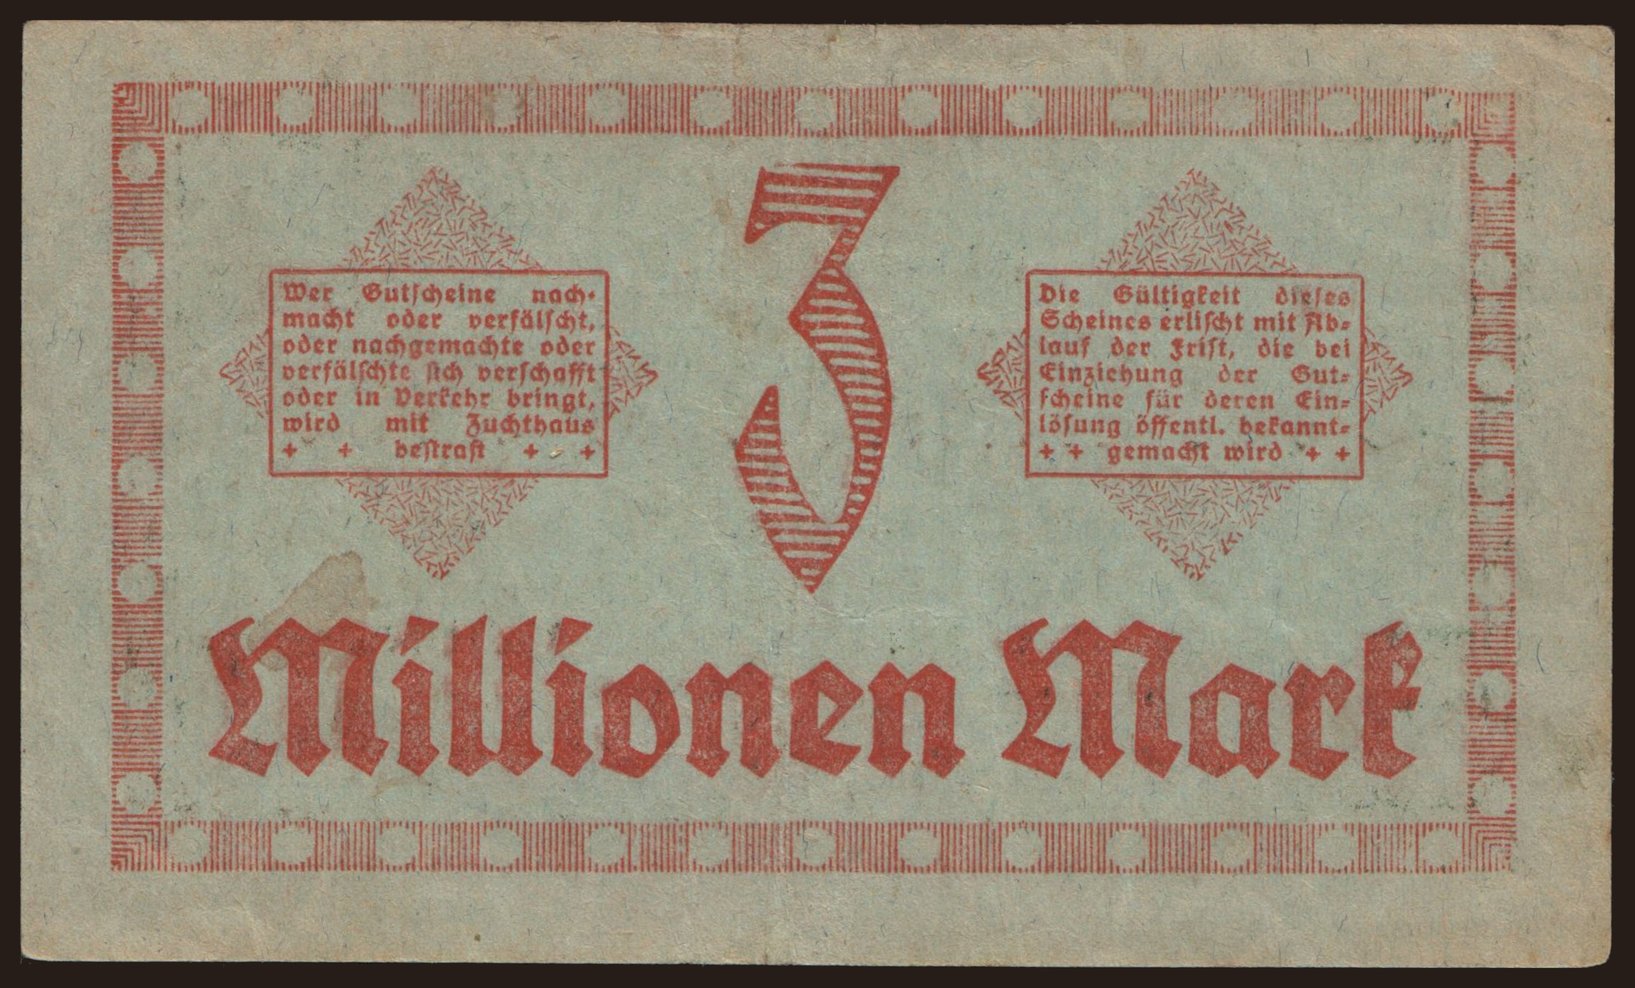 3
Wer Gutscheine nach-
macht oder verfälscht,
oder nachgemachte oder
verfälschte sich verschafft
oder in Verkehr bringt,
wird mit Zuchthaus
+ + bestraft + +
Die Gültigkeit dieses
Scheines erlischt mit Ab-
lauf der Frist, die bei
Einziehung der Gut-
scheine für deren Ein-
lösung öffentl. bekannt-
+ + gemacht wird + +
Millionen Mark